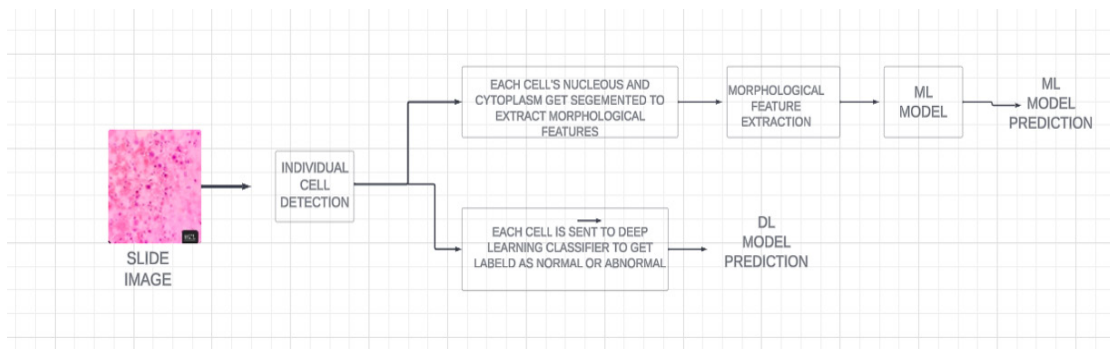 EACH CELL'S NUCLEOUS AND
CYTOPLASM GET SEGEMENTED TO
EXTRACT MORPHOLOGICAL
FEATURES
MORPHOLOGICAL
FEATURE
EXTRACTION
ML
MODEL
ML
MODEL
PREDICTION
INDIVIDUAL
CELL
DETECTION
SLIDE
IMAGE
EACH CELL IS SENT TO DEEP
LEARNING CLASSIFIER TO GET
LABELD AS NORMAL OR ABNORMAL
DL
MODEL
PREDICTION